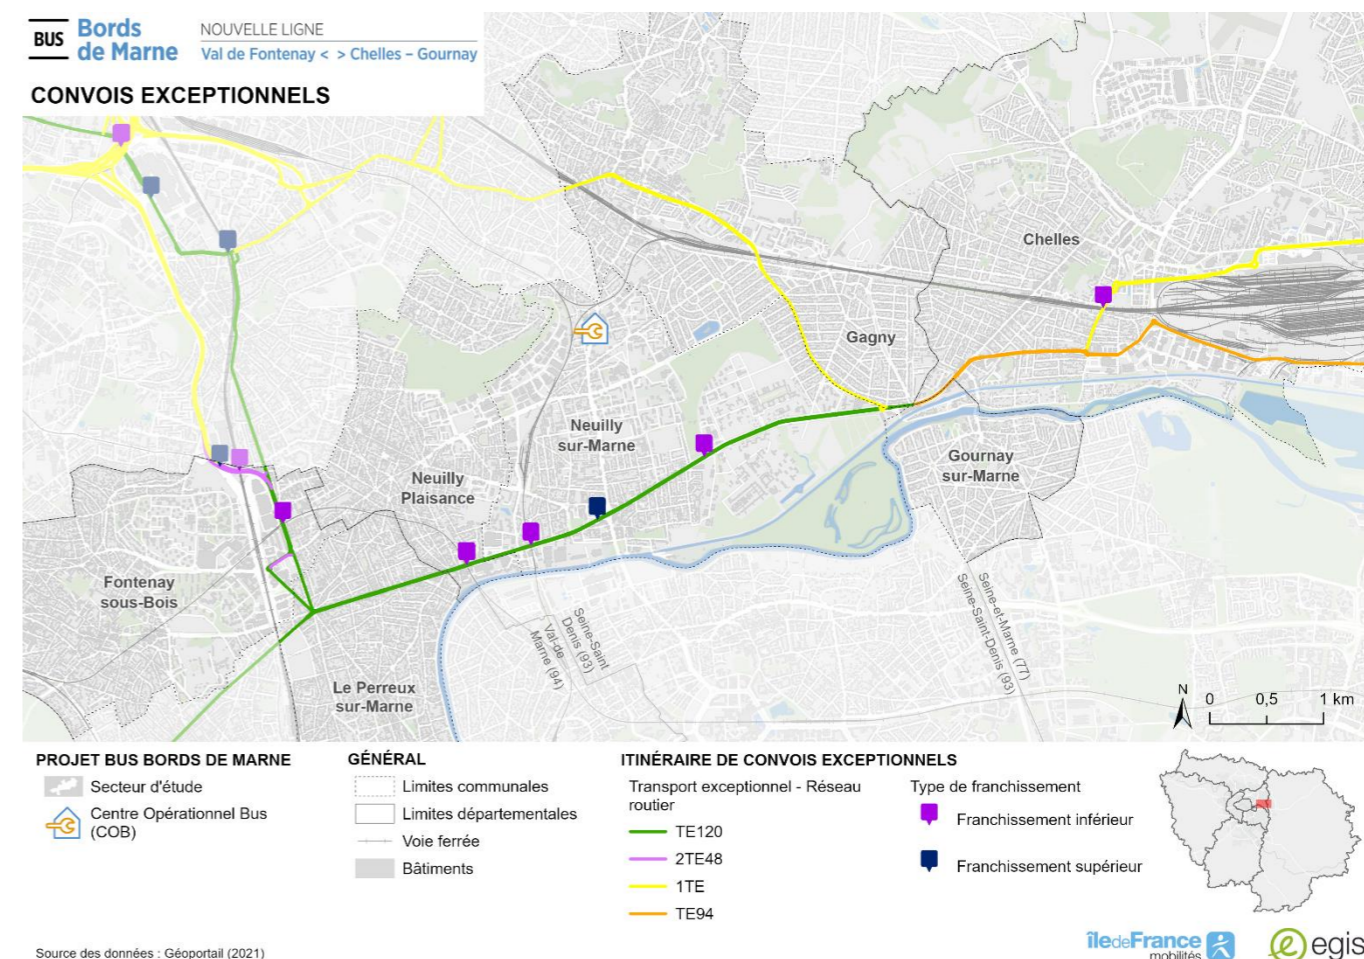 BUS
Bords
de Marne
NOUVELLE LIGNE
Val de Fontenay < > Chelles – Gournay
CONVOIS EXCEPTIONNELS
Chelles
Gagny
Neuilly
sur-Marne
Neuilly
Plaisance
Gournay
sur-Marne
Fontenay
sous-Bois
Le Perreux
sur-Marne
Seine-Saint
Denis (93)
Val-de
Marne (94)
Seine-et-Marne (77)
Seine-Saint-Denis (93)
N
0 0,5 1 km
PROJET BUS BORDS DE MARNE
Secteur d'étude
Centre Opérationnel Bus
(COB)
GÉNÉRAL
Limites communales
Limites départementales
Voie ferrée
Bâtiments
ITINÉRAIRE DE CONVOIS EXCEPTIONNELS
Transport exceptionnel - Réseau
routier
TE120
2TE48
1TE
TE94
Type de franchissement
Franchissement inférieur
Franchissement supérieur
Source des données : Géoportail (2021)
îledeFrance
mobilités
egis